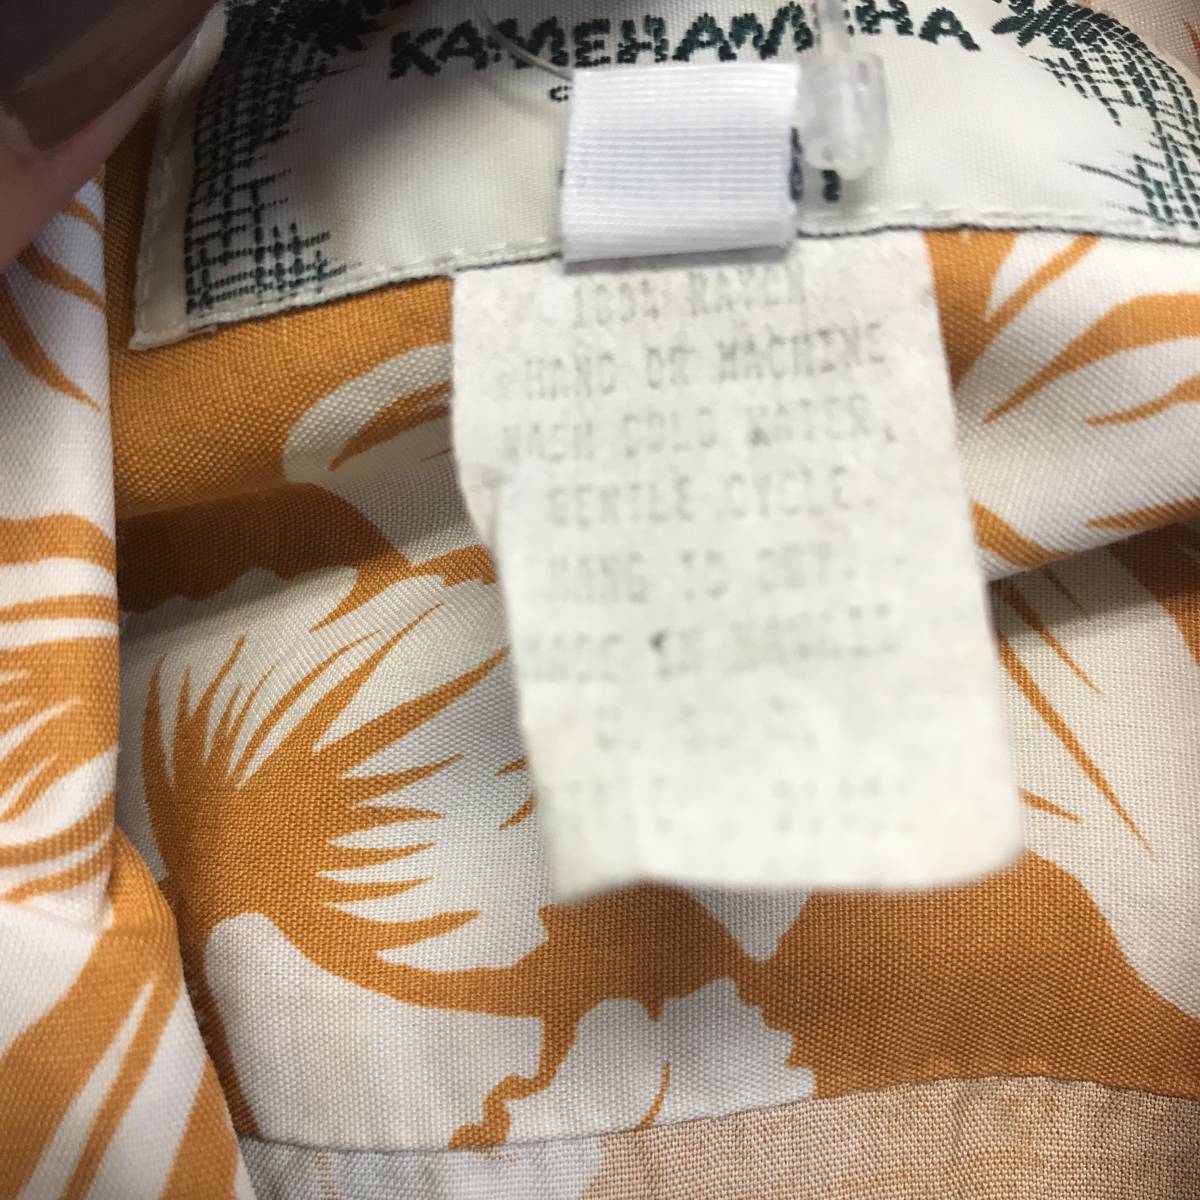 KAMEHAMEHA
100% RAYON
HAND OR MACHINE
WASH COLD WATER,
GENTLE CYCLE.
HANG TO DRY.
MADE IN HAWAII